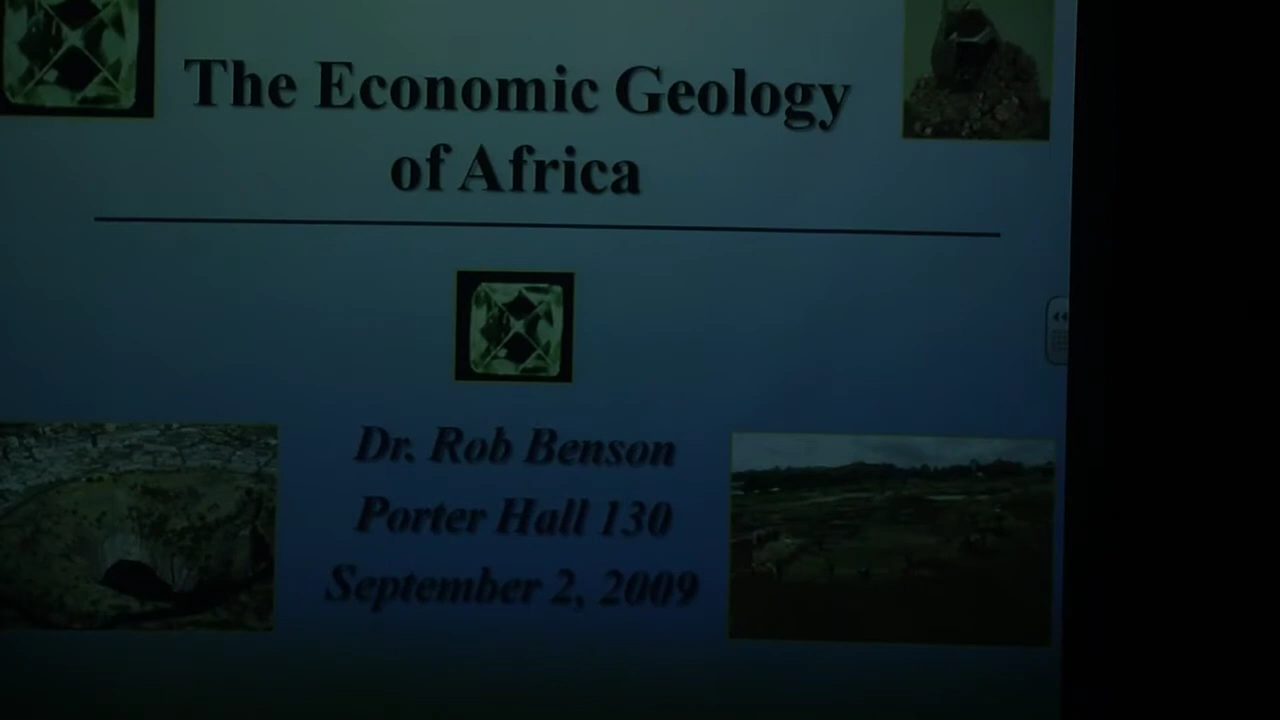 The Economic Geology
of Africa
Dr. Rob Benson
Porter Hall 130
September 2, 2009